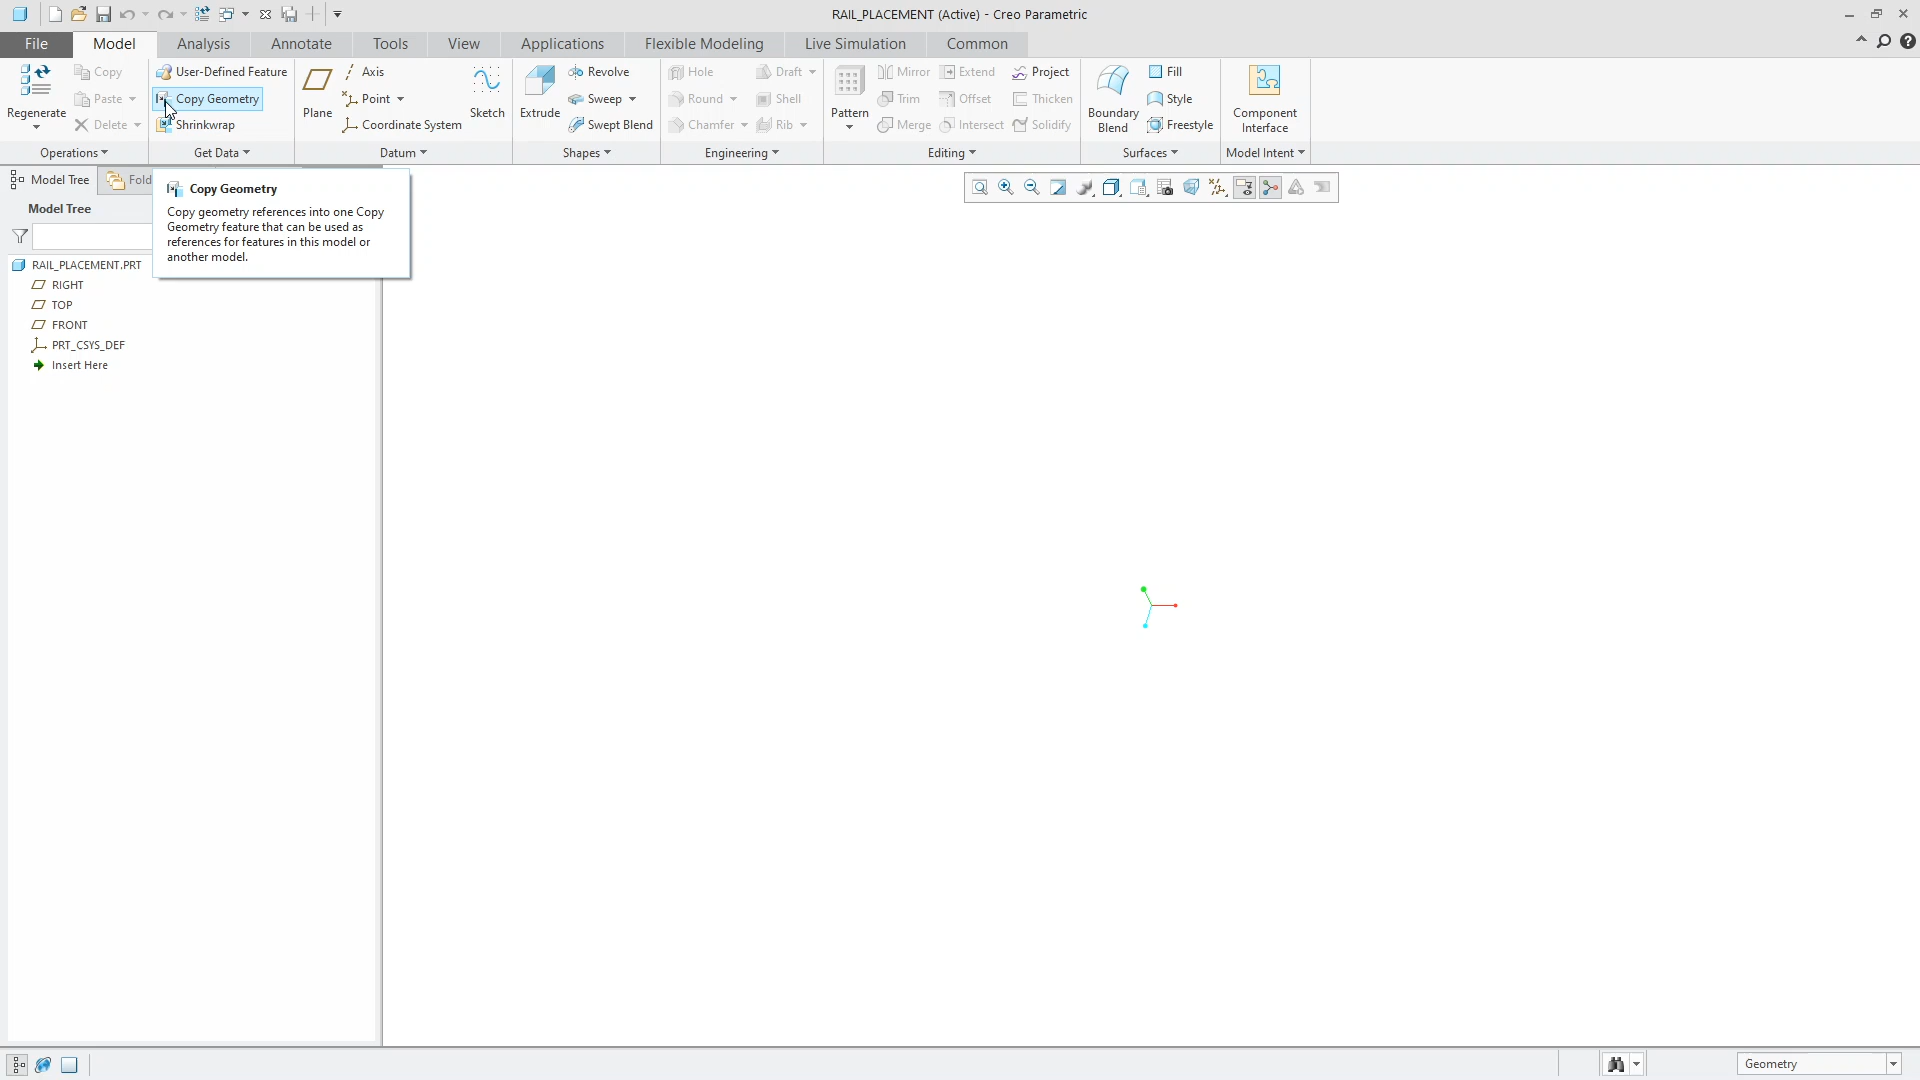 RAIL_PLACEMENT (Active) - Creo Parametric
File Model Analysis Annotate Tools View Applications Flexible Modeling Live Simulation Common
Regenerate
Copy
Paste
Delete
Operations
User-Defined Feature
Copy Geometry
Shrinkwrap
Get Data
Plane
Axis
Point
Coordinate System
Sketch
Datum
Extrude
Revolve
Sweep
Swept Blend
Shapes
Hole
Round
Chamfer
Draft
Shell
Rib
Engineering
Pattern
Mirror
Trim
Merge
Extend
Offset
Intersect
Project
Thicken
Solidify
Editing
Boundary
Blend
Fill
Style
Freestyle
Surfaces
Component
Interface
Model Intent
Model Tree
Fold
Model Tree
Copy Geometry
Copy geometry references into one Copy
Geometry feature that can be used as
references for features in this model or
another model.
RAIL_PLACEMENT.PRT
RIGHT
TOP
FRONT
PRT_CSYS_DEF
Insert Here
Geometry